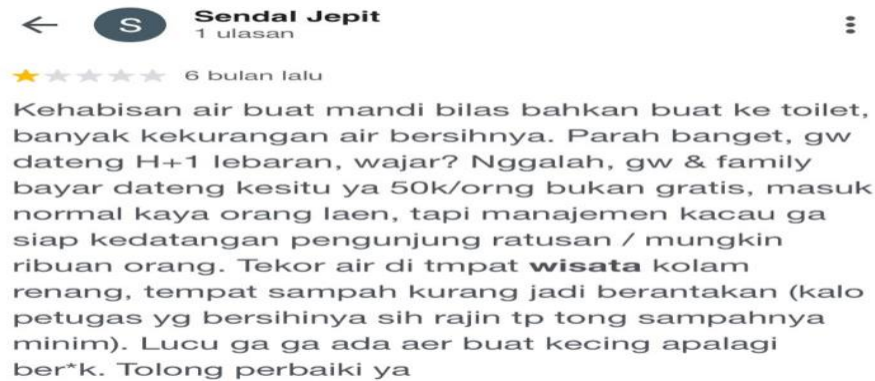 S
Sendal Jepit
1 ulasan
6 bulan lalu
Kehabisan air buat mandi bilas bahkan buat ke toilet,
banyak kekurangan air bersihnya. Parah banget, gw
dateng H+1 lebaran, wajar? Nggalah, gw & family
bayar dateng kesitu ya 50k/orng bukan gratis, masuk
normal kaya orang laen, tapi manajemen kacau ga
siap kedatangan pengunjung ratusan / mungkin
ribuan orang. Tekor air di tmpat wisata kolam
renang, tempat sampah kurang jadi berantakan (kalo
petugas yg bersihinya sih rajin tp tong sampahnya
minim). Lucu ga ga ada aer buat kecing apalagi
ber*k. Tolong perbaiki ya